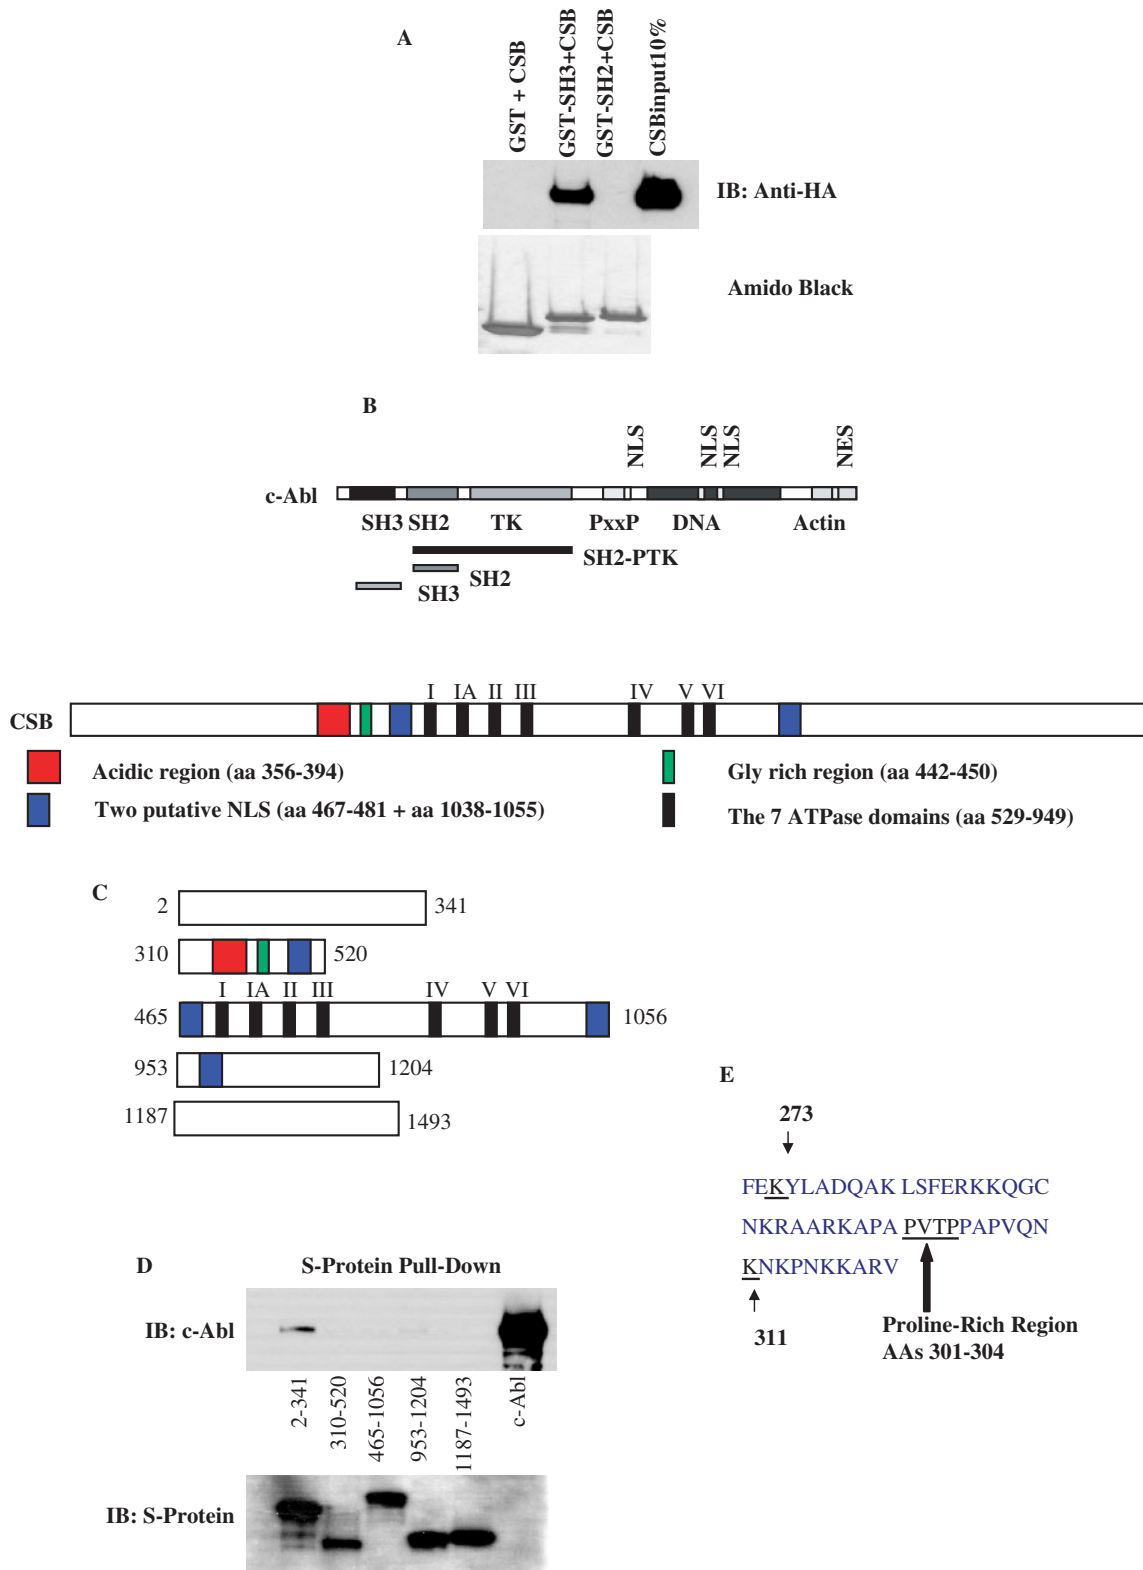 A
GST + CSB
GST-SH3+CSB
GST-SH2+CSB
CSBinput10%
IB: Anti-HA
Amido Black
B
NLS
NLS
NLS
NES
c-Abl
SH3 SH2 TK PxxP DNA Actin
SH2-PTK
SH2
SH3
I IA II III IV V VI
CSB
Acidic region (aa 356-394)
Gly rich region (aa 442-450)
Two putative NLS (aa 467-481 + aa 1038-1055)
The 7 ATPase domains (aa 529-949)
C
2 341
310 520
I IA II III IV V VI
465 1056
953 1204
1187 1493
E
273
FEKYLADQAK LSFERKKQGC
NKRAARKAPA PVTPPAPVQN
KNKPNKKARV
311
Proline-Rich Region
AAs 301-304
D
S-Protein Pull-Down
IB: c-Abl
2-341
310-520
465-1056
953-1204
1187-1493
c-Abl
IB: S-Protein